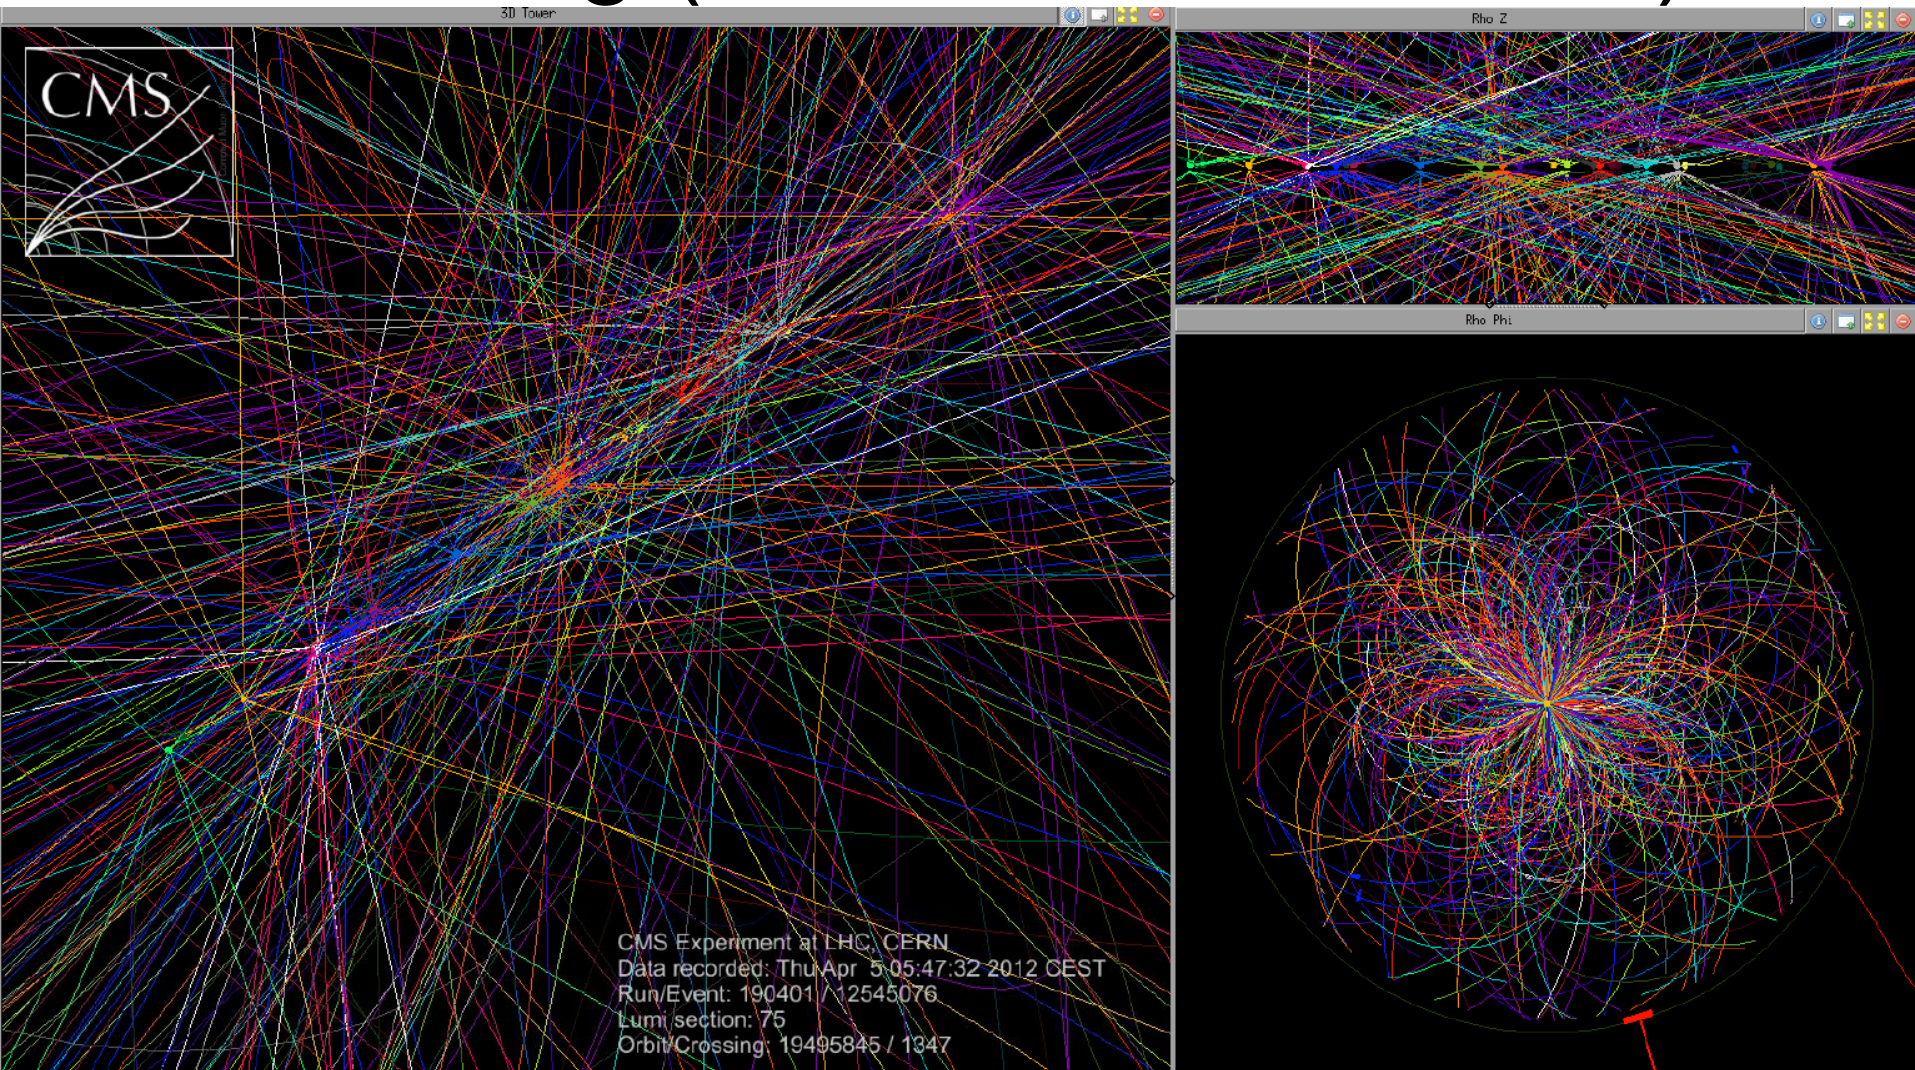 3D Tower
Rho Z
CMS
Rho Phi
CMS Experiment at LHC, CERN
Data recorded: Thu Apr 5 05:47:32 2012 CEST
Run/Event: 190401 / 12545076
Lumi section: 75
Orbit/Crossing: 19495845 / 1347